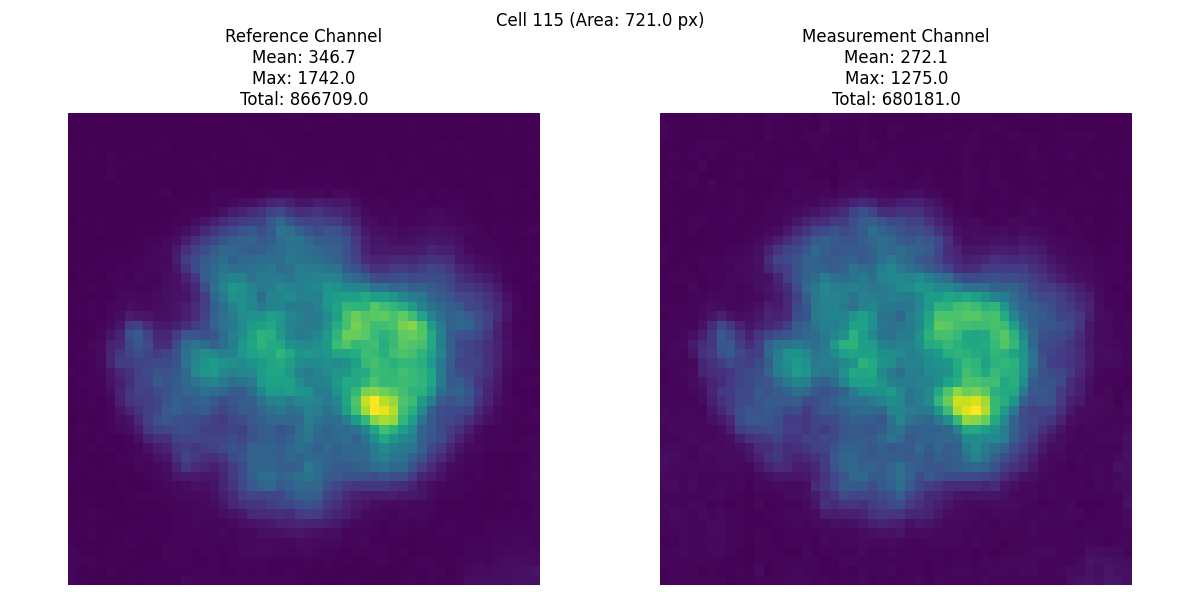 Cell 115 (Area: 721.0 px)
Reference Channel
Mean: 346.7
Max: 1742.0
Total: 866709.0
Measurement Channel
Mean: 272.1
Max: 1275.0
Total: 680181.0